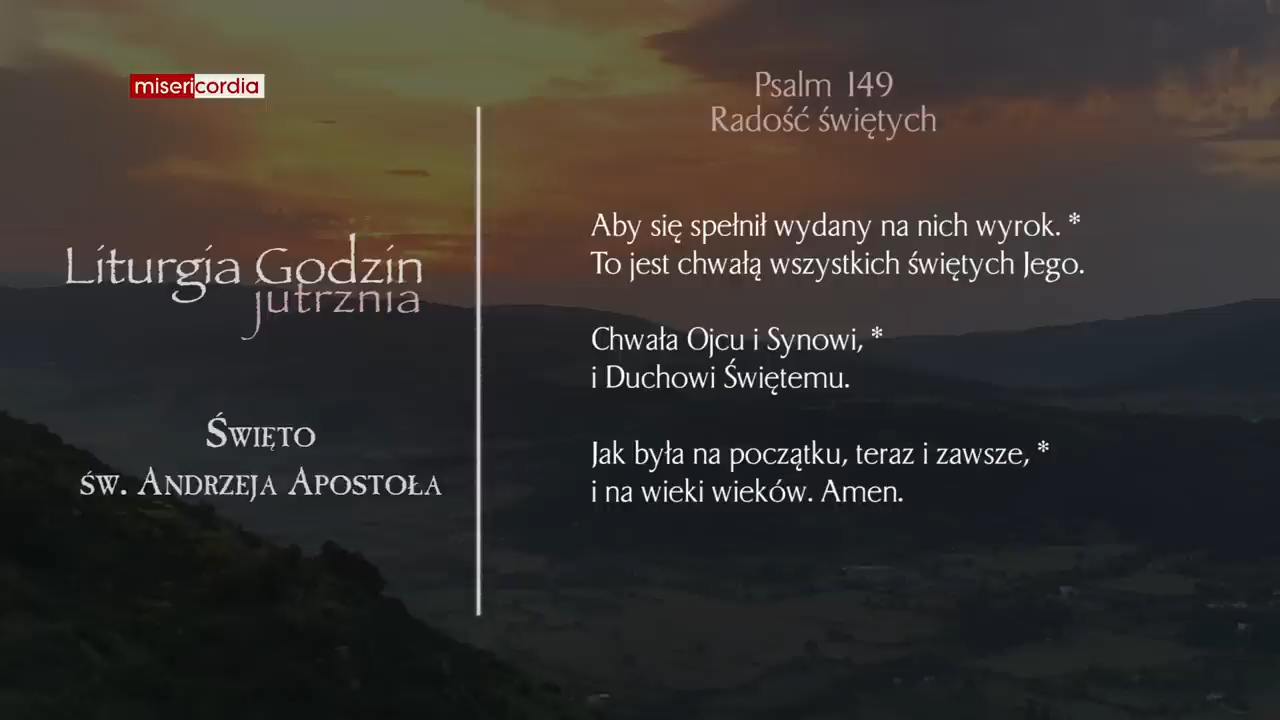 misericordia
Liturgia Godzin
jutrznia
Święto
św. Andrzeja Apostoła
Psalm 149
Radość świętych
Aby się spełnił wydany na nich wyrok. *
To jest chwałą wszystkich świętych Jego.
Chwała Ojcu i Synowi, *
i Duchowi Świętemu.
Jak była na początku, teraz i zawsze, *
i na wieki wieków. Amen.